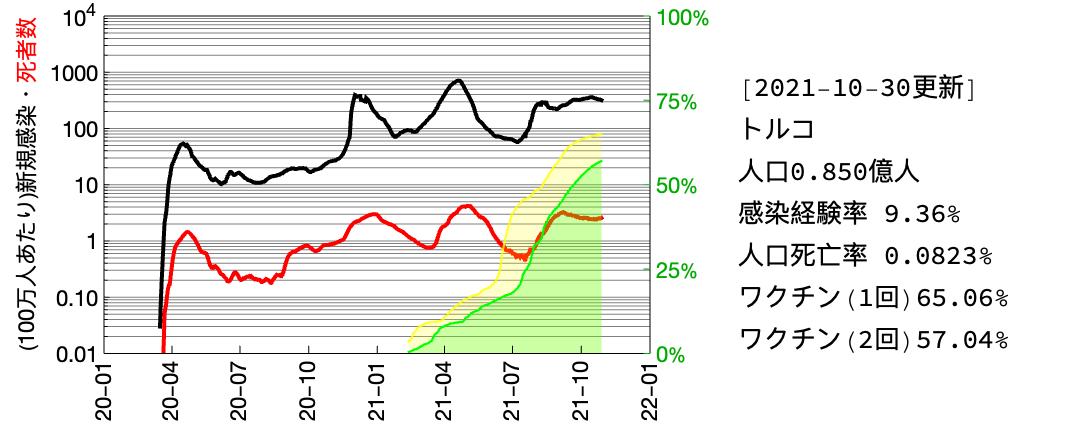 (100万人あたり)新規感染・死者数
10⁴
1000
100
10
1
0.10
0.01
100%
75%
50%
25%
0%
20-01
20-04
20-07
20-10
21-01
21-04
21-07
21-10
22-01
[2021-10-30更新]
トルコ
人口0.850億人
感染経験率 9.36%
人口死亡率 0.0823%
ワクチン(1回)65.06%
ワクチン(2回)57.04%